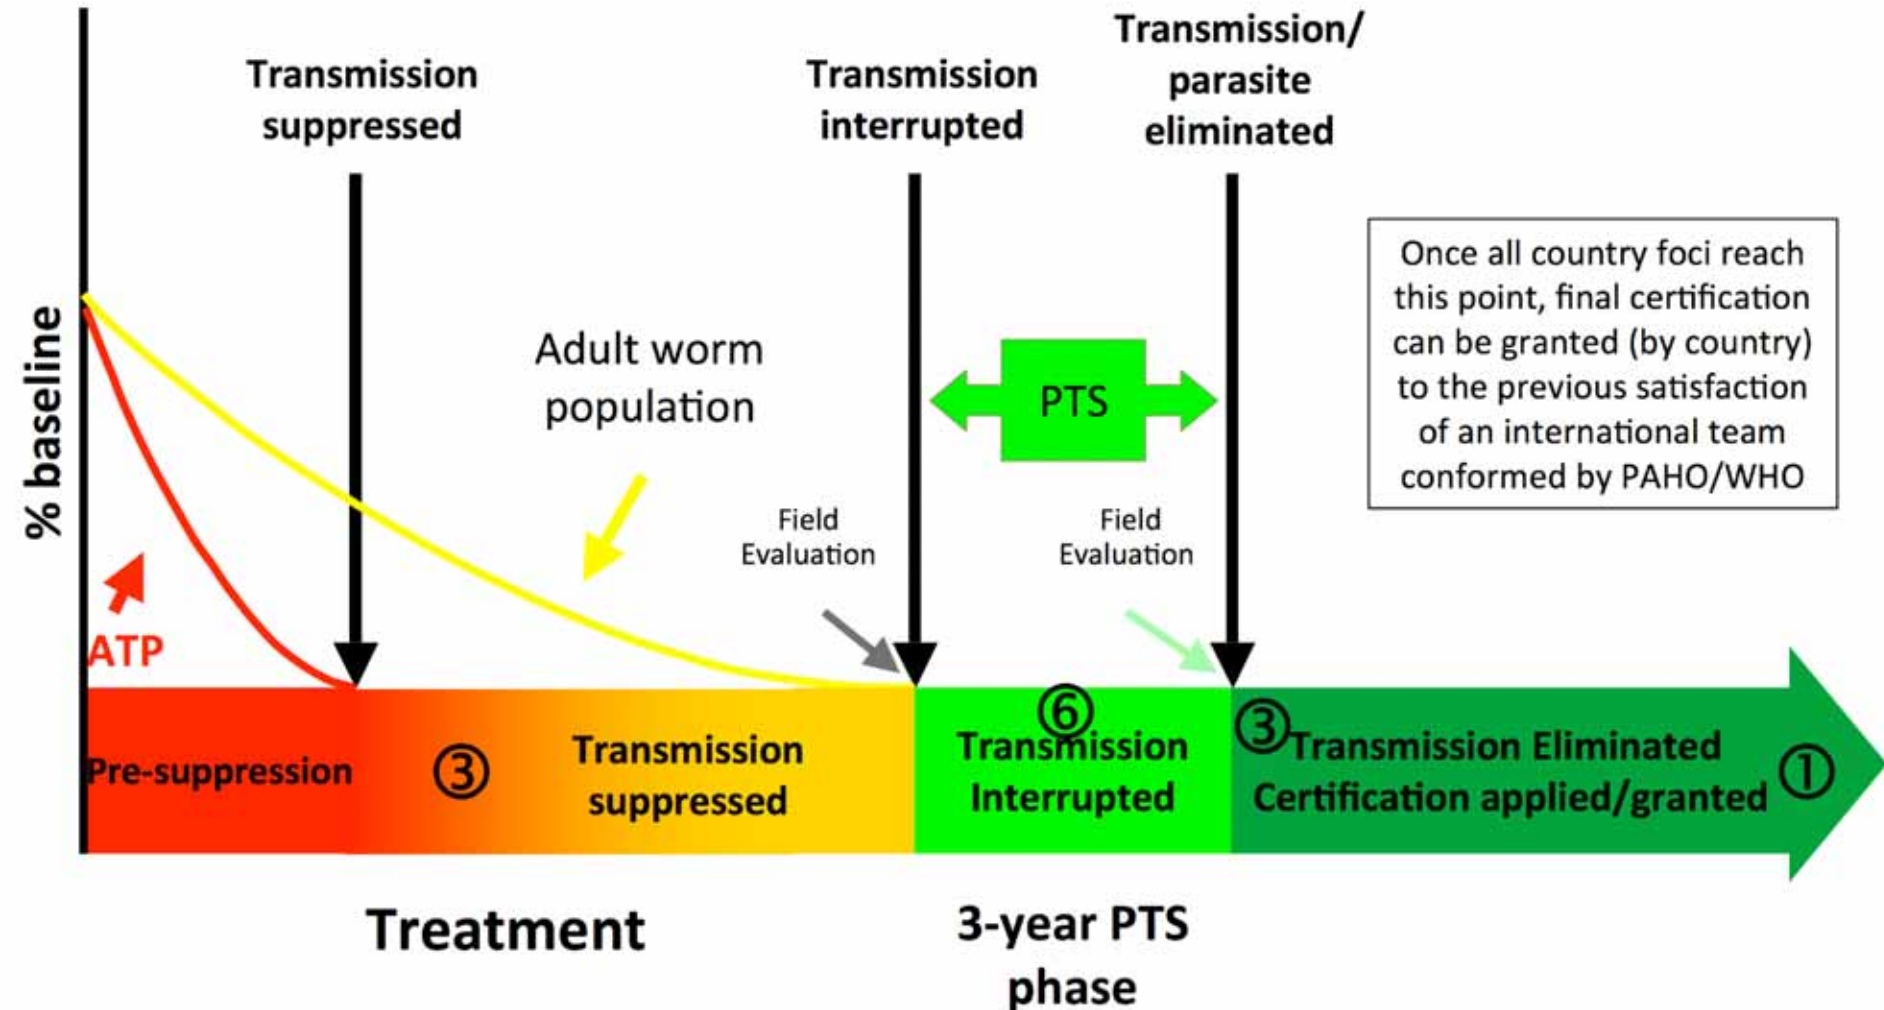 Transmission
suppressed
Transmission
interrupted
Transmission/
parasite
eliminated
% baseline
Adult worm
population
Once all country foci reach
this point, final certification
can be granted (by country)
to the previous satisfaction
of an international team
conformed by PAHO/WHO
PTS
Field
Evaluation
Field
Evaluation
ATP
Pre-suppression
③
Transmission
suppressed
⑥
Transmission
Interrupted
③
Transmission Eliminated
Certification applied/granted
①
Treatment
3-year PTS
phase